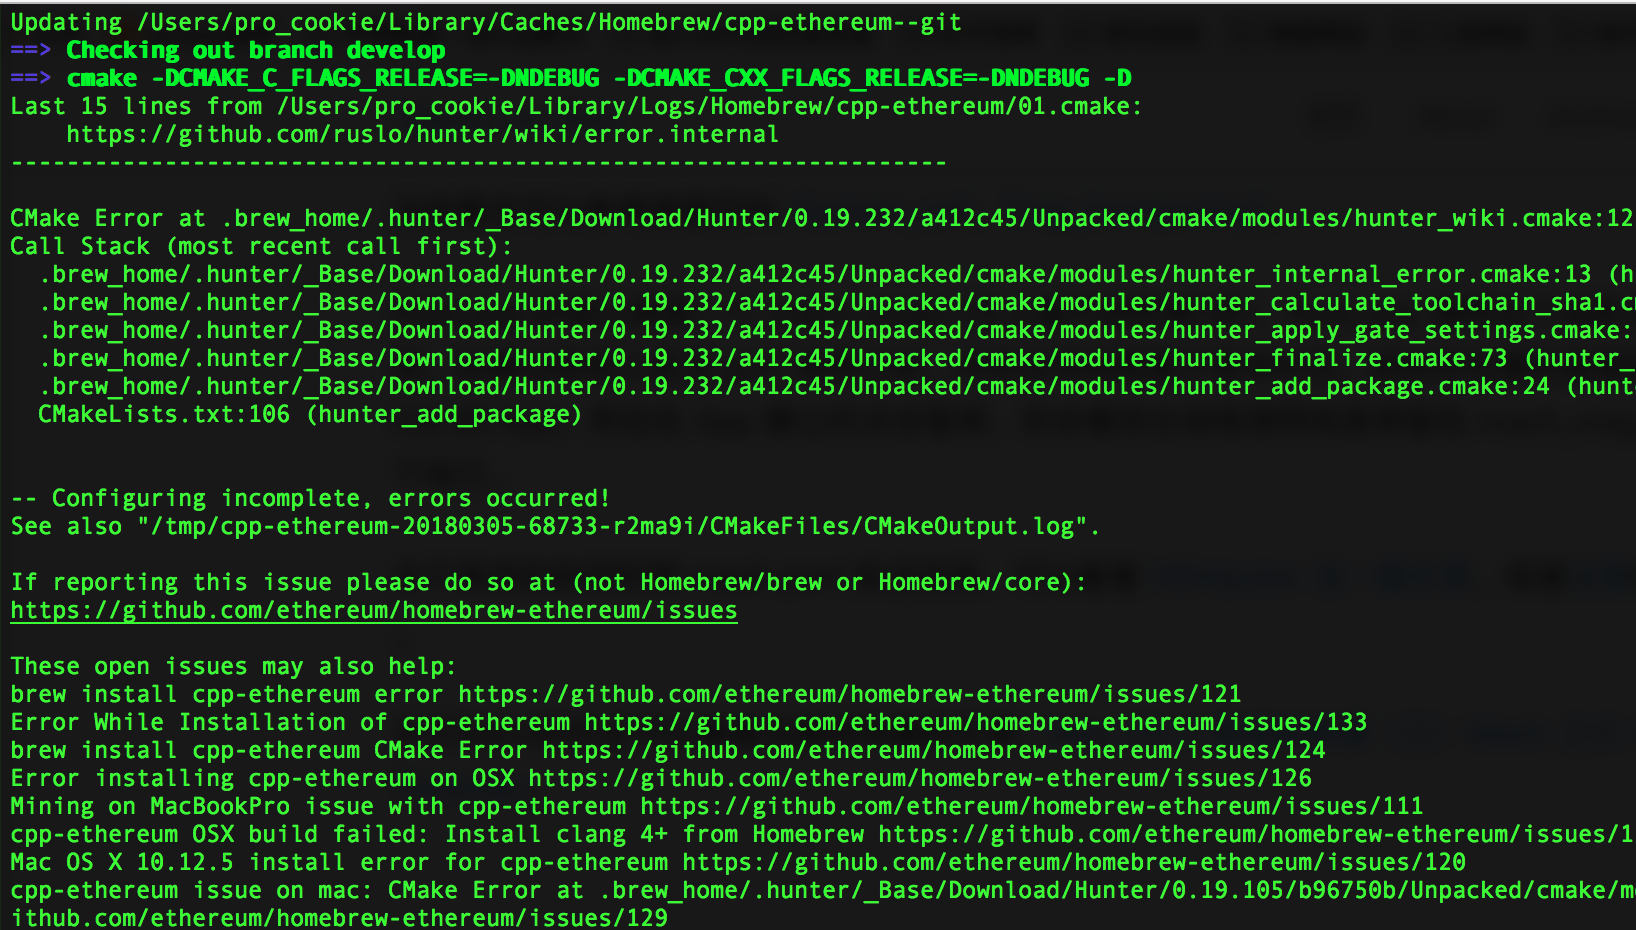 Updating /Users/pro_cookie/Library/Caches/Homebrew/cpp-ethereum--git
==> Checking out branch develop
==> cmake -DCMAKE_C_FLAGS_RELEASE=-DNDEBUG -DCMAKE_CXX_FLAGS_RELEASE=-DNDEBUG -D
Last 15 lines from /Users/pro_cookie/Library/Logs/Homebrew/cpp-ethereum/01.cmake:
https://github.com/ruslo/hunter/wiki/error.internal
-------------------------------------------------------------------
CMake Error at .brew_home/.hunter/_Base/Download/Hunter/0.19.232/a412c45/Unpacked/cmake/modules/hunter_wiki.cmake:12
Call Stack (most recent call first):
.brew_home/.hunter/_Base/Download/Hunter/0.19.232/a412c45/Unpacked/cmake/modules/hunter_internal_error.cmake:13 (h
.brew_home/.hunter/_Base/Download/Hunter/0.19.232/a412c45/Unpacked/cmake/modules/hunter_calculate_toolchain_sha1.c
.brew_home/.hunter/_Base/Download/Hunter/0.19.232/a412c45/Unpacked/cmake/modules/hunter_apply_gate_settings.cmake:
.brew_home/.hunter/_Base/Download/Hunter/0.19.232/a412c45/Unpacked/cmake/modules/hunter_finalize.cmake:73 (hunter_
.brew_home/.hunter/_Base/Download/Hunter/0.19.232/a412c45/Unpacked/cmake/modules/hunter_add_package.cmake:24 (hunt
CMakeLists.txt:106 (hunter_add_package)
-- Configuring incomplete, errors occurred!
See also "/tmp/cpp-ethereum-20180305-68733-r2ma9i/CMakeFiles/CMakeOutput.log".
If reporting this issue please do so at (not Homebrew/brew or Homebrew/core):
https://github.com/ethereum/homebrew-ethereum/issues
These open issues may also help:
brew install cpp-ethereum error https://github.com/ethereum/homebrew-ethereum/issues/121
Error While Installation of cpp-ethereum https://github.com/ethereum/homebrew-ethereum/issues/133
brew install cpp-ethereum CMake Error https://github.com/ethereum/homebrew-ethereum/issues/124
Error installing cpp-ethereum on OSX https://github.com/ethereum/homebrew-ethereum/issues/126
Mining on MacBookPro issue with cpp-ethereum https://github.com/ethereum/homebrew-ethereum/issues/111
cpp-ethereum OSX build failed: Install clang 4+ from Homebrew https://github.com/ethereum/homebrew-ethereum/issues/1
Mac OS X 10.12.5 install error for cpp-ethereum https://github.com/ethereum/homebrew-ethereum/issues/120
cpp-ethereum issue on mac: CMake Error at .brew_home/.hunter/_Base/Download/Hunter/0.19.105/b96750b/Unpacked/cmake/m
ithub.com/ethereum/homebrew-ethereum/issues/129